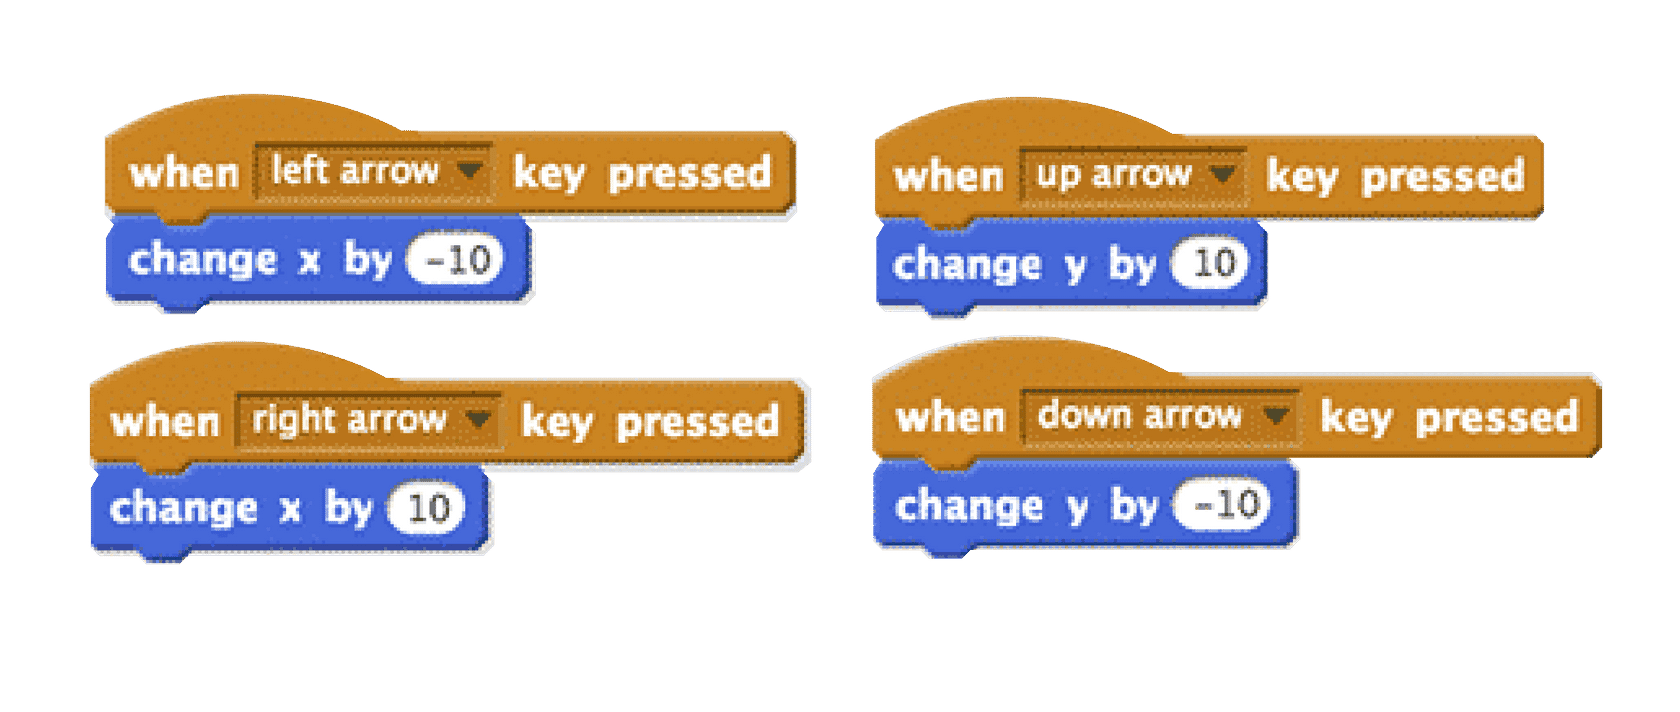 when left arrow key pressed
change x by -10
when up arrow key pressed
change y by 10
when right arrow key pressed
change x by 10
when down arrow key pressed
change y by -10